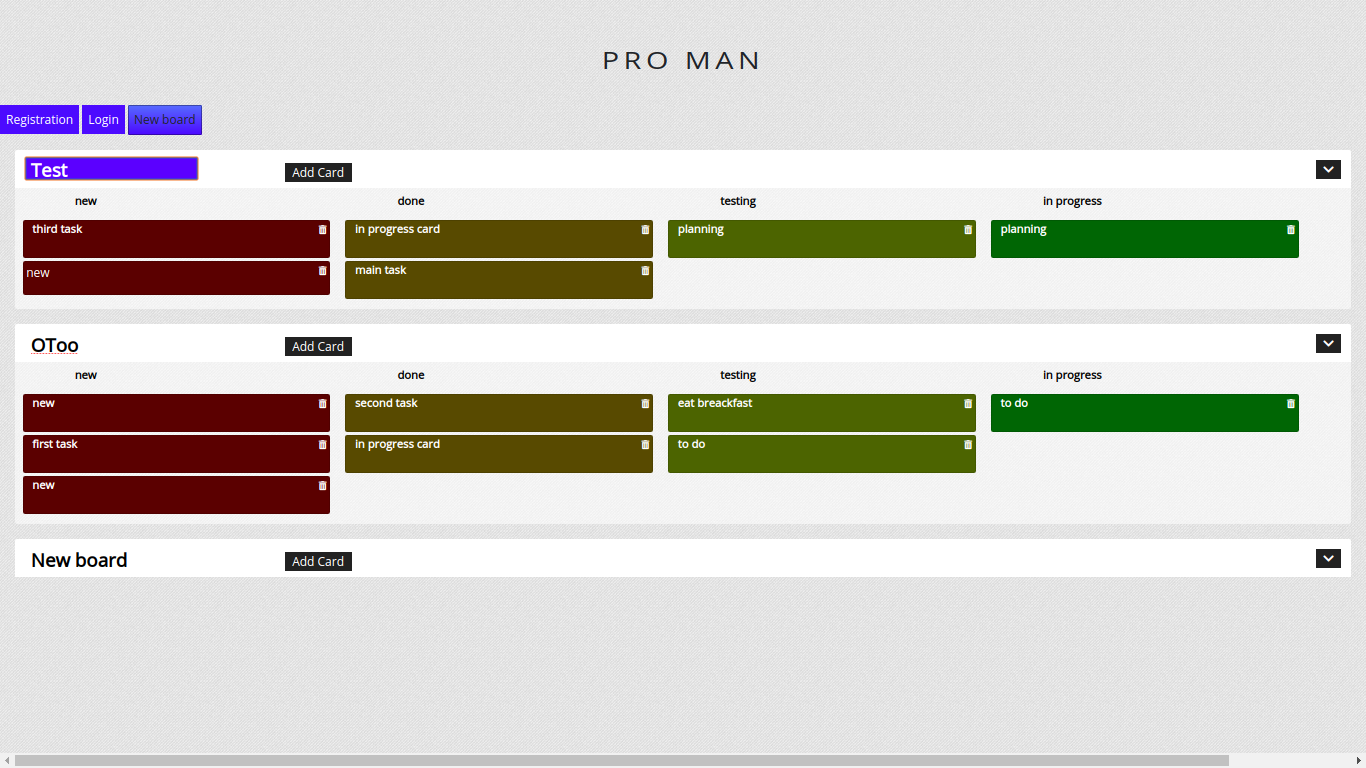 PRO MAN
Registration Login New board
Test Add Card
new done testing in progress
third task in progress card planning planning
new main task
OToo Add Card
new done testing in progress
new second task eat breackfast to do
first task in progress card to do
new
New board Add Card